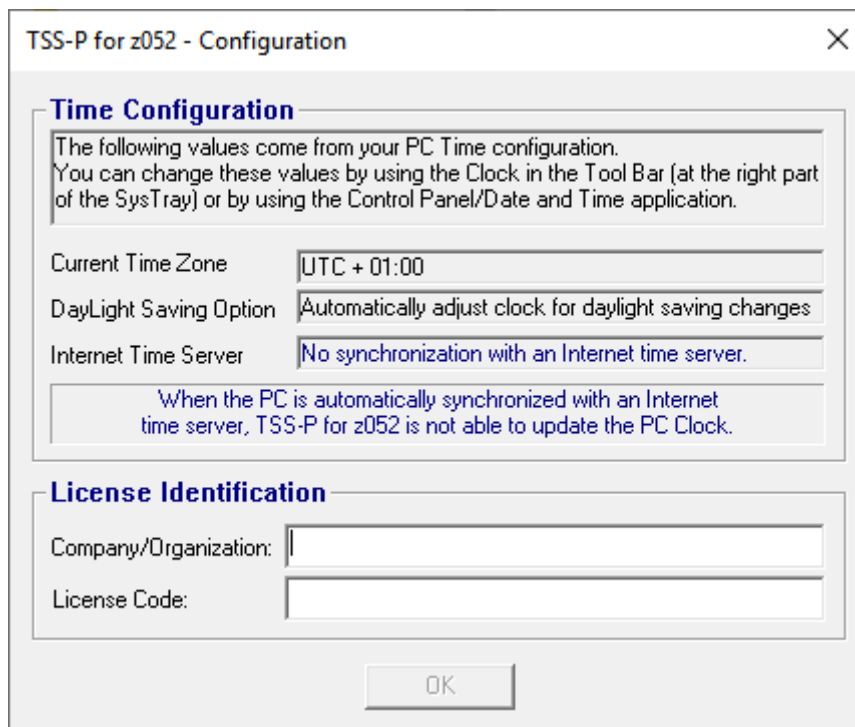 TSS-P for z052 - Configuration
Time Configuration
The following values come from your PC Time configuration.
You can change these values by using the Clock in the Tool Bar (at the right part
of the SysTray) or by using the Control Panel/Date and Time application.
Current Time Zone
UTC + 01:00
DayLight Saving Option
Automatically adjust clock for daylight saving changes
Internet Time Server
No synchronization with an Internet time server.
When the PC is automatically synchronized with an Internet
time server, TSS-P for z052 is not able to update the PC Clock.
License Identification
Company/Organization:
License Code:
OK